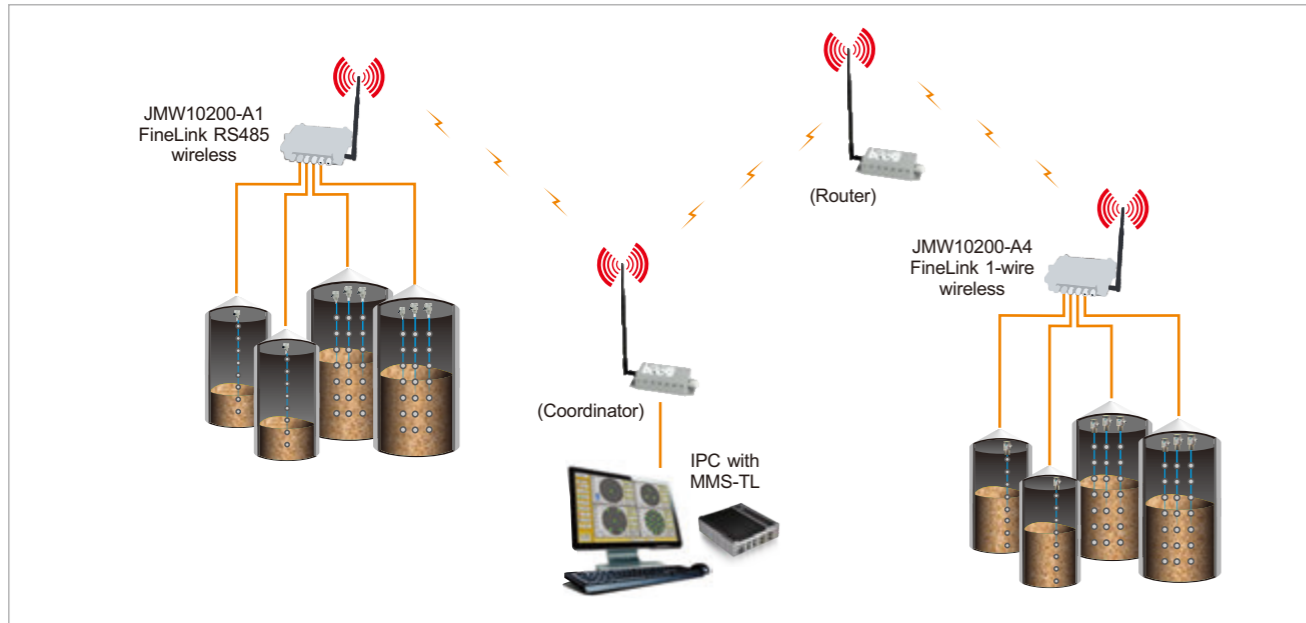 JMW10200-A1
FineLink RS485
wireless
(Router)
JMW10200-A4
FineLink 1-wire
wireless
(Coordinator)
IPC with
MMS-TL